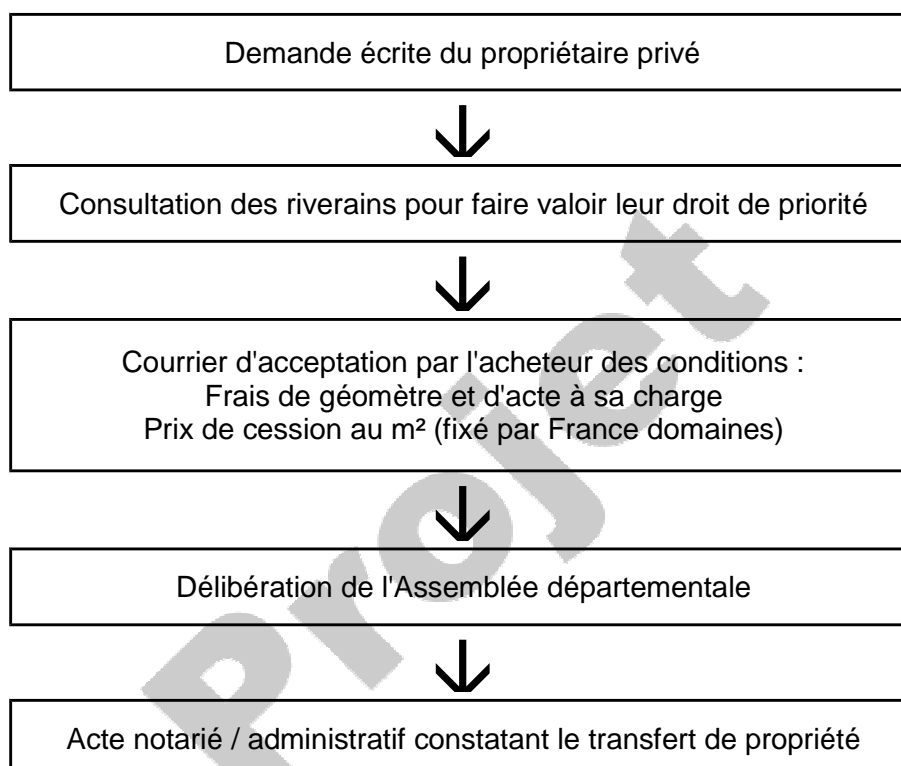 Demande écrite du propriétaire privé
Consultation des riverains pour faire valoir leur droit de priorité
Courrier d'acceptation par l'acheteur des conditions :
Frais de géomètre et d'acte à sa charge
Prix de cession au m² (fixé par France domaines)
Délibération de l'Assemblée départementale
Acte notarié / administratif constatant le transfert de propriété
Projet